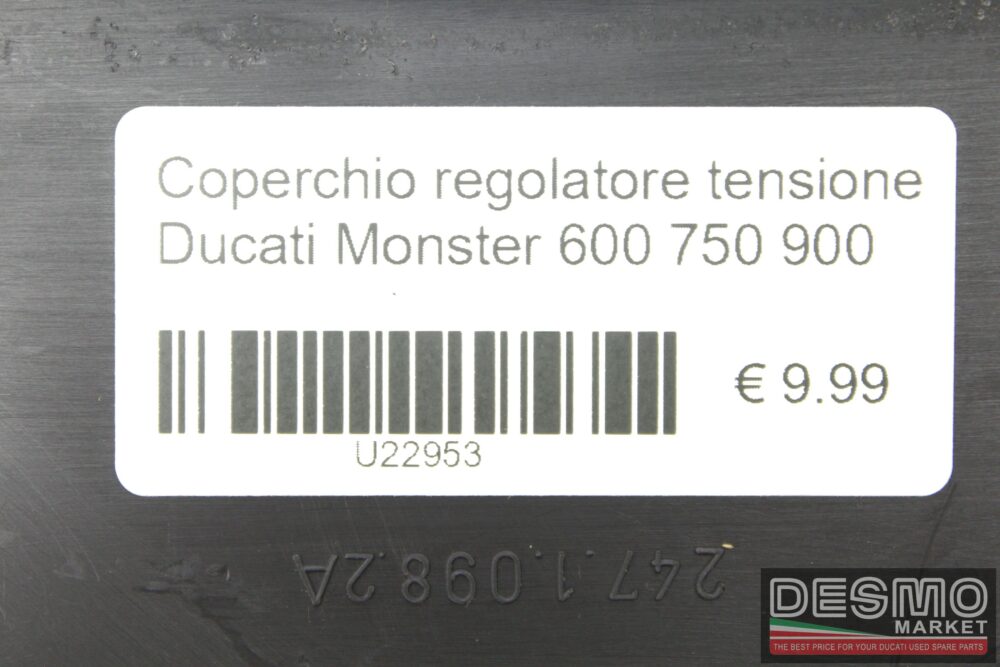 Coperchio regolatore tensione
Ducati Monster 600 750 900
€ 9.99
U22953
247.1.098.2A
DESMO
MARKET
THE BEST PRICE FOR YOUR DUCATI USED SPARE PARTS